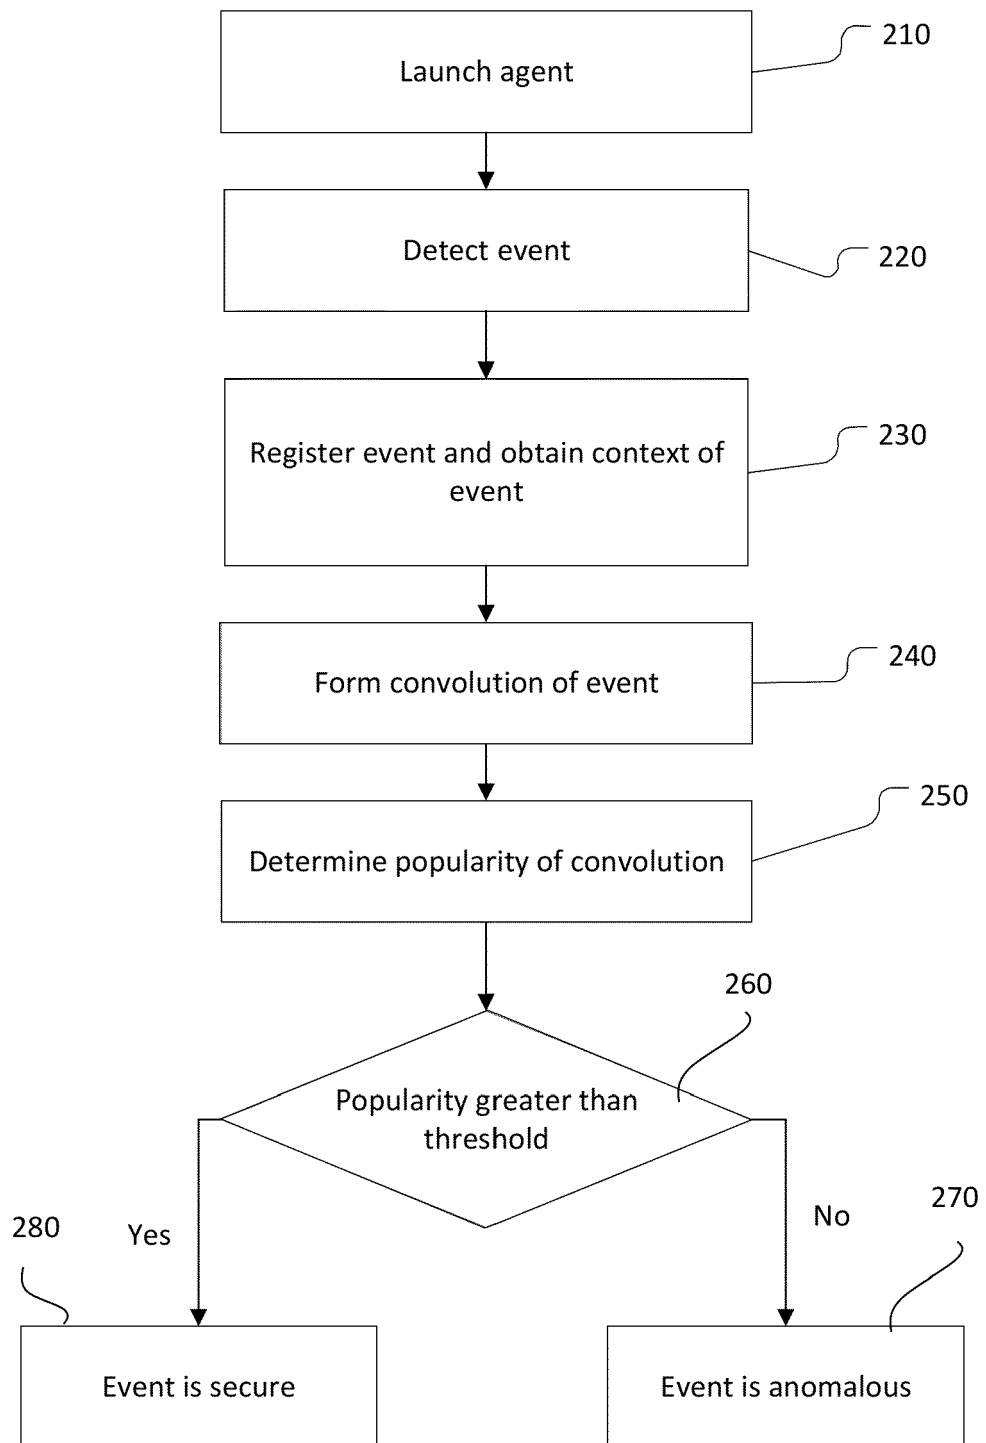 Launch agent
210
Detect event
220
Register event and obtain context of
event
230
Form convolution of event
240
Determine popularity of convolution
250
260
Popularity greater than
threshold
Yes
No
280
270
Event is secure
Event is anomalous